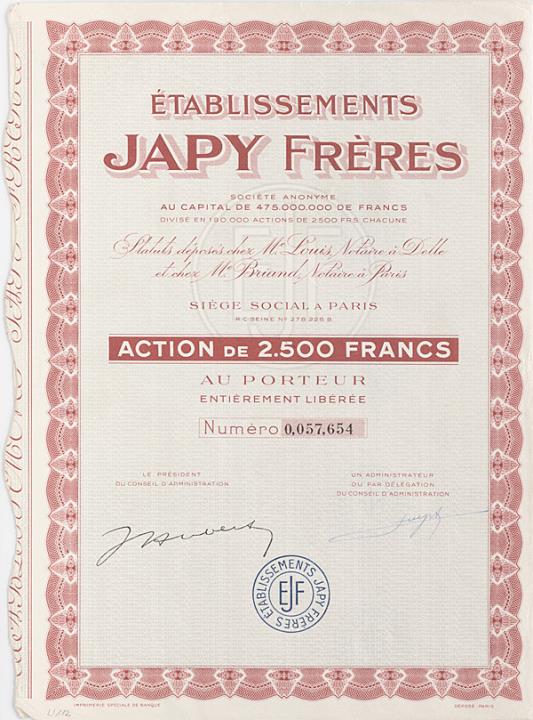 ÉTABLISSEMENTS
JAPY FRÈRES
SOCIÉTÉ ANONYME
AU CAPITAL DE 475.000.000 DE FRANCS
DIVISÉ EN 190.000 ACTIONS DE 2.500 FRS CHACUNE
Statuts déposés chez Me Louis, Notaire à Delle
et chez Me Briand, Notaire à Paris
SIÈGE SOCIAL A PARIS
R.C. SEINE No 278.228 B.
ACTION DE 2.500 FRANCS
AU PORTEUR
ENTIÈREMENT LIBÉRÉE
Numéro 0,057,654
LE PRÉSIDENT
DU CONSEIL D'ADMINISTRATION
UN ADMINISTRATEUR
OU PAR DÉLÉGATION
DU CONSEIL D'ADMINISTRATION
ÉTABLISSEMENTS JAPY FRÈRES
EJF
IMPRIMERIE SPÉCIALE DE BANQUE
DÉPOSÉ. PARIS